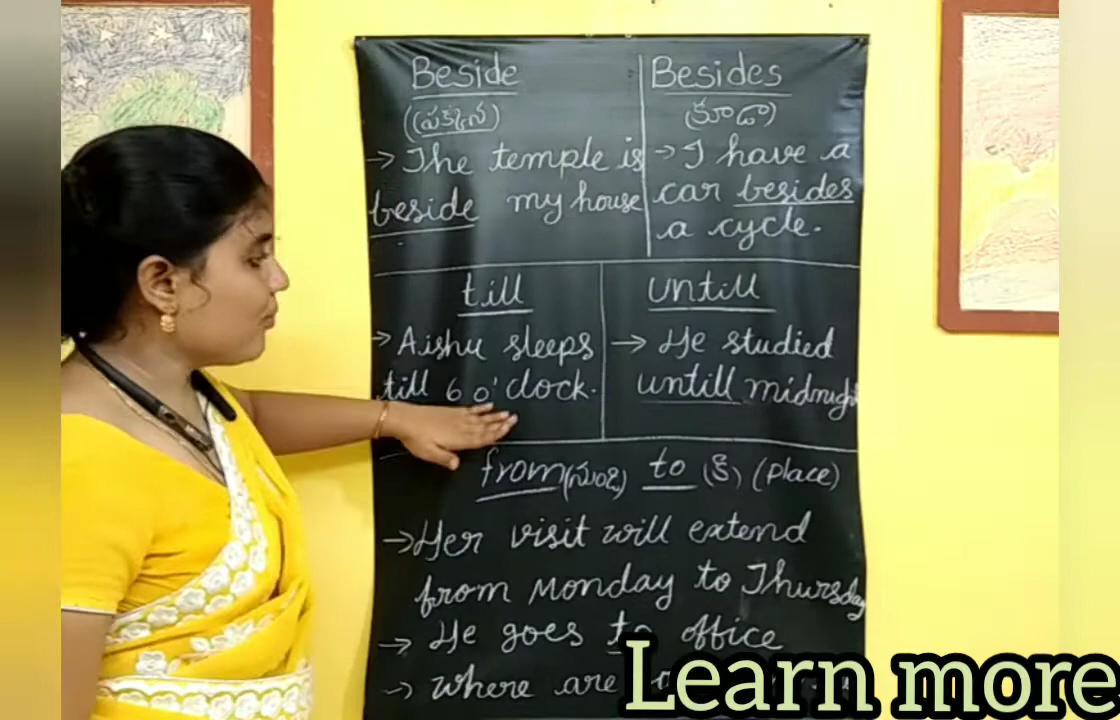 Beside
(ప్రక్కన)
→ The temple is
beside my house
Besides
(కూడా)
→ I have a
car besides
a cycle.
till
→ Aishu sleeps
till 6 o'clock.
untill
→ He studied
untill midnight
from (నుండి) to (కి) (place)
→ Her visit will extend
from Monday to Thursday
→ He goes to office
→ where are
Learn more